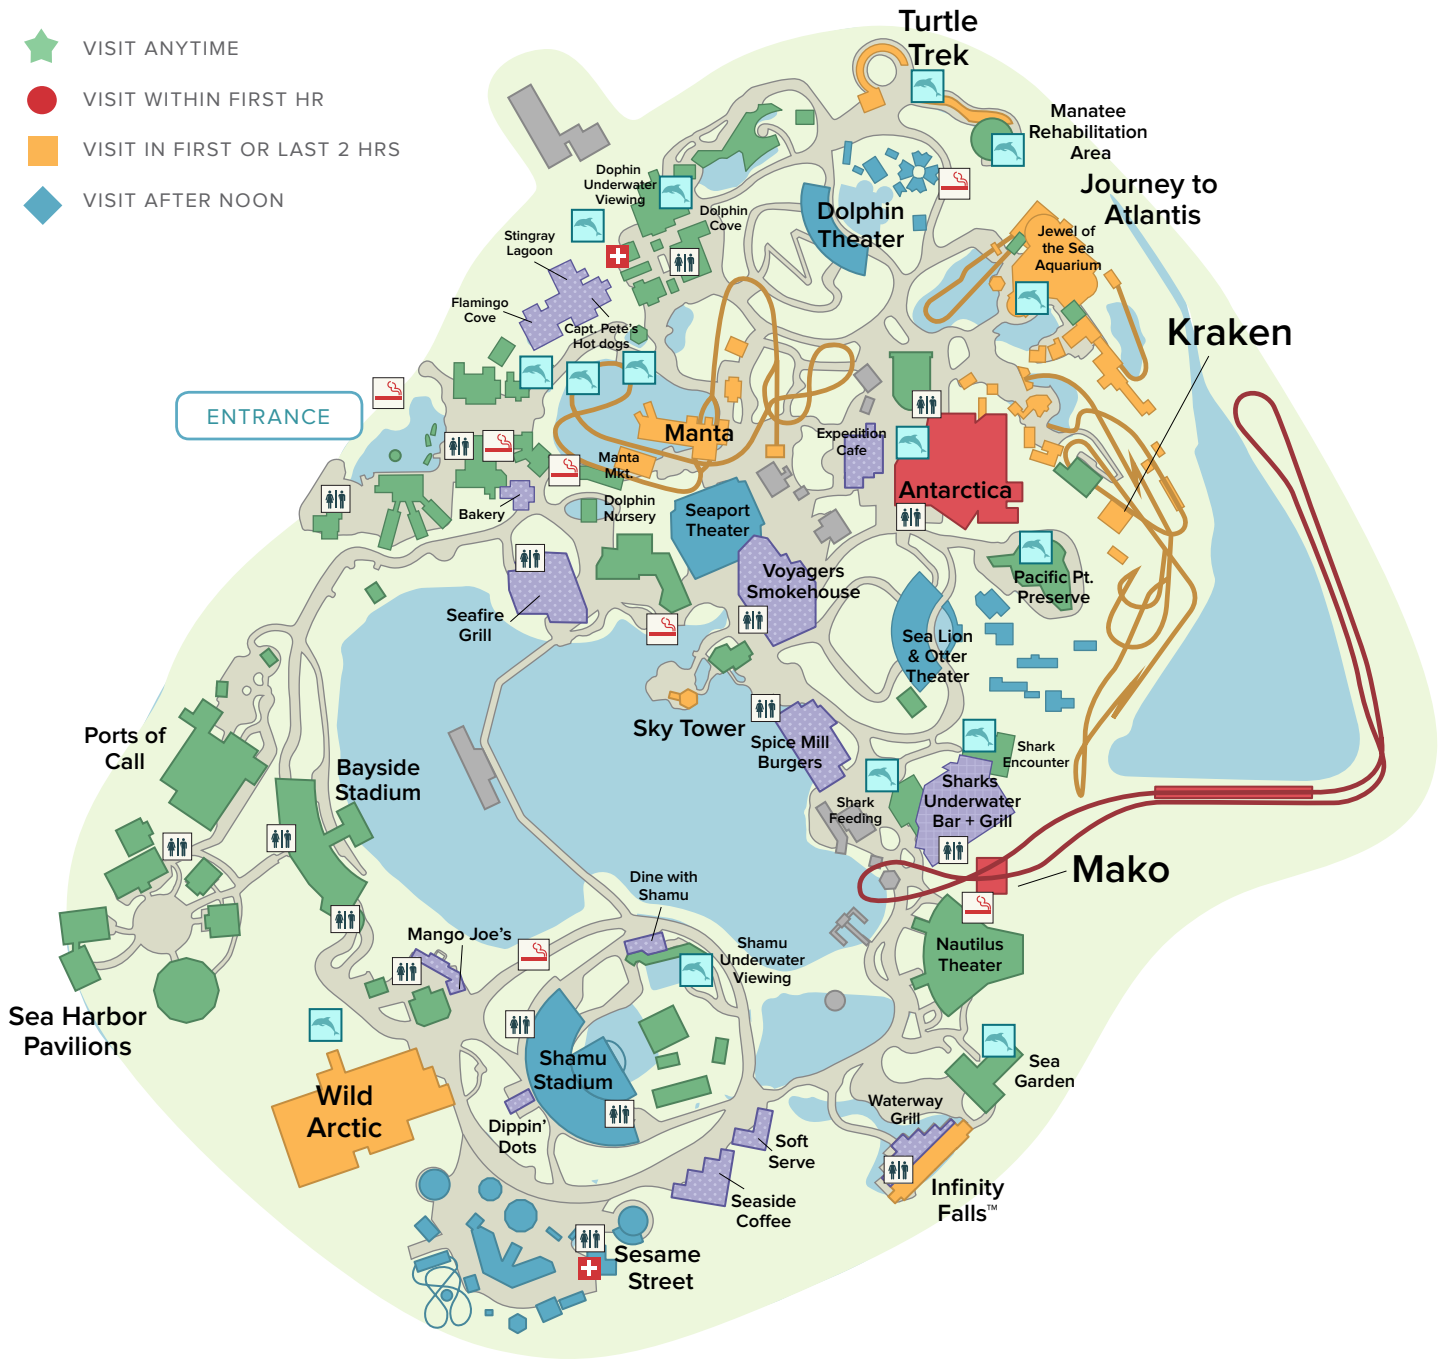 VISIT ANYTIME
VISIT WITHIN FIRST HR
VISIT IN FIRST OR LAST 2 HRS
VISIT AFTER NOON
Turtle
Trek
Manatee
Rehabilitation
Area
Dophin
Underwater
Viewing
Dolphin
Cove
Journey to
Atlantis
Dolphin
Theater
Stingray
Lagoon
Jewel of
the Sea
Aquarium
Flamingo
Cove
Capt. Pete's
Hot dogs
Kraken
ENTRANCE
Manta
Expedition
Cafe
Manta
Mkt.
Antarctica
Bakery
Dolphin
Nursery
Seaport
Theater
Voyagers
Smokehouse
Pacific Pt.
Preserve
Seafire
Grill
Sea Lion
& Otter
Theater
Sky Tower
Ports of
Call
Bayside
Stadium
Spice Mill
Burgers
Shark
Encounter
Sharks
Underwater
Bar + Grill
Shark
Feeding
Mako
Dine with
Shamu
Mango Joe's
Shamu
Underwater
Viewing
Nautilus
Theater
Sea Harbor
Pavilions
Shamu
Stadium
Sea
Garden
Wild
Arctic
Waterway
Grill
Dippin'
Dots
Soft
Serve
Seaside
Coffee
Infinity
Falls™
Sesame
Street